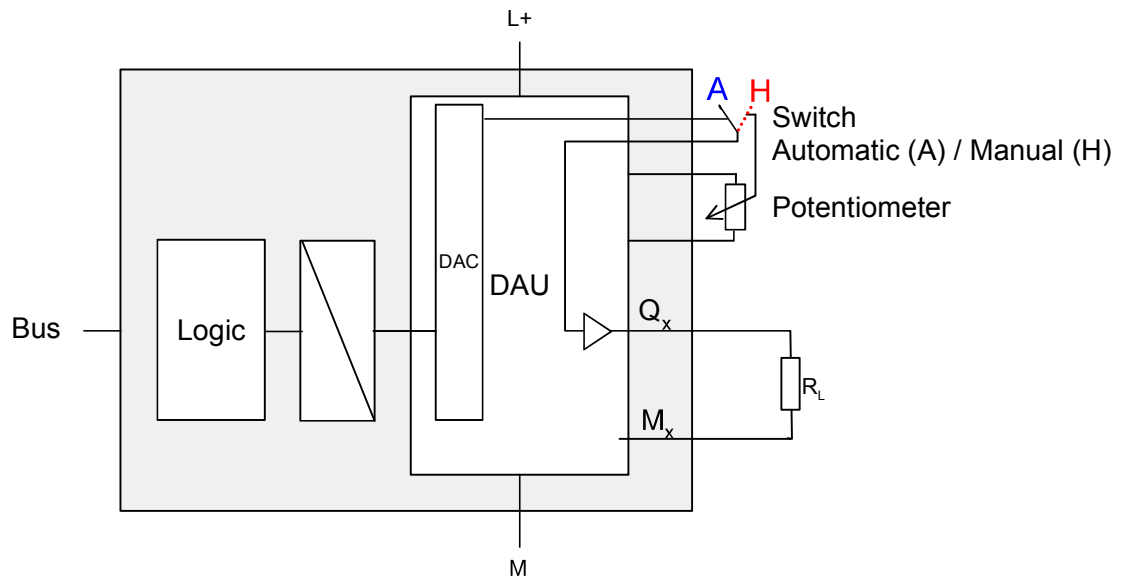 L+
A H
Switch
Automatic (A) / Manual (H)
Potentiometer
DAC
DAU
Bus
Logic
Qx
RL
Mx
M